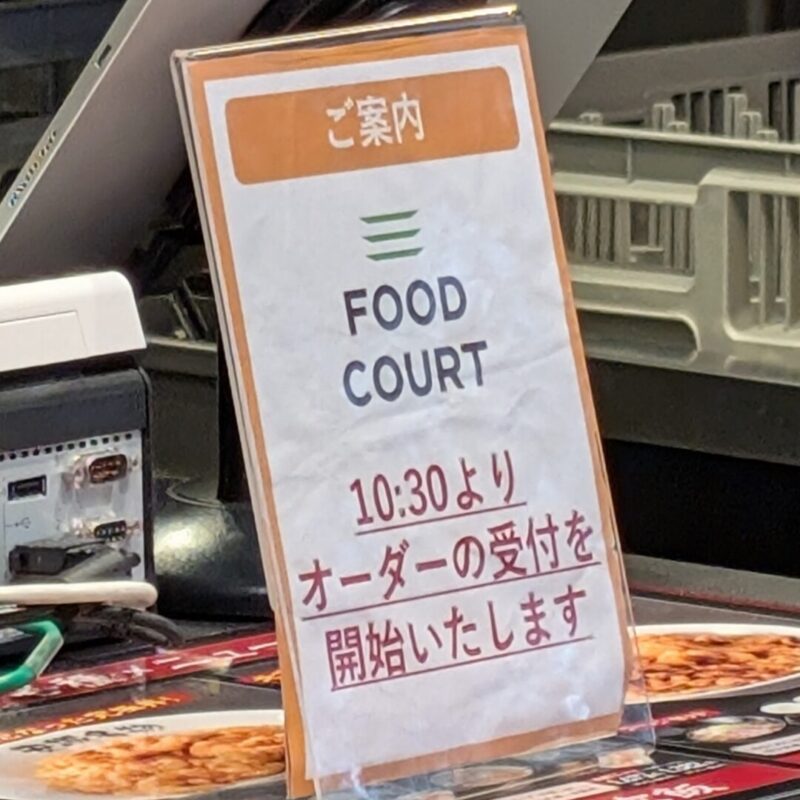 ご案内
FOOD
COURT
10:30より
オーダーの受付を
開始いたします